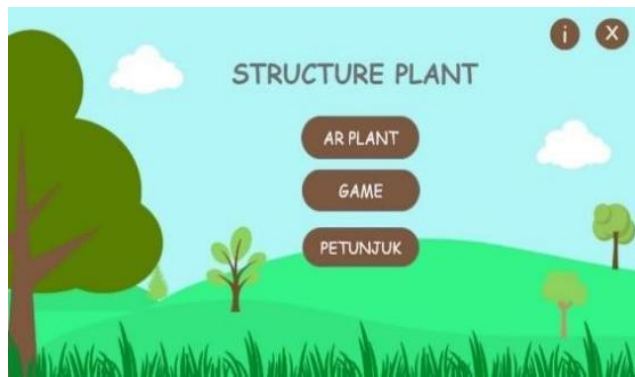 i X
STRUCTURE PLANT
AR PLANT
GAME
PETUNJUK